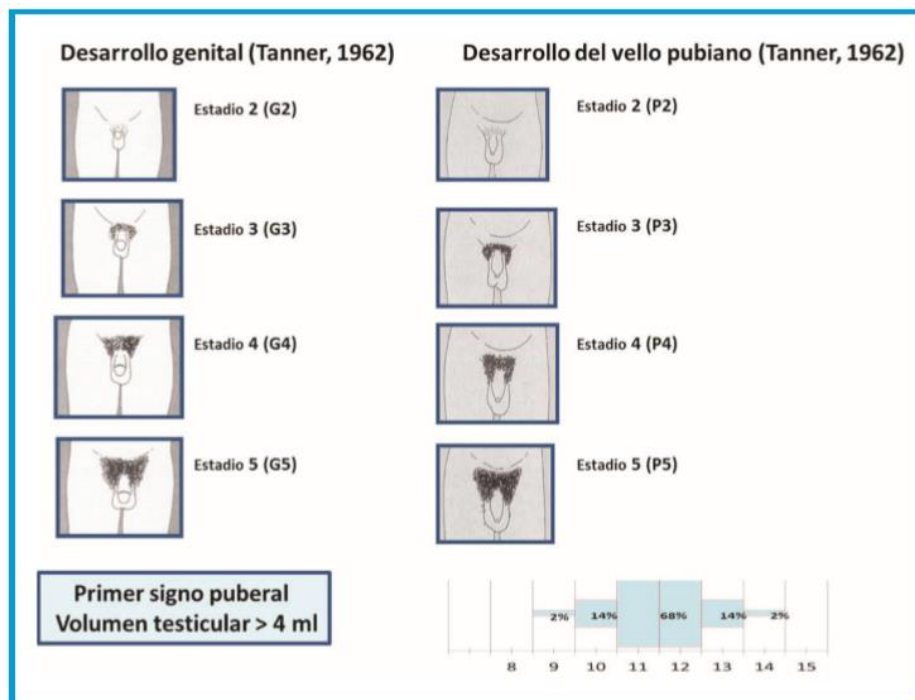 Desarrollo genital (Tanner, 1962)
Estadio 2 (G2)
Estadio 3 (G3)
Estadio 4 (G4)
Estadio 5 (G5)
Desarrollo del vello pubiano (Tanner, 1962)
Estadio 2 (P2)
Estadio 3 (P3)
Estadio 4 (P4)
Estadio 5 (P5)
Primer signo puberal
Volumen testicular > 4 ml
2% 14% 68% 14% 2%
8 9 10 11 12 13 14 15